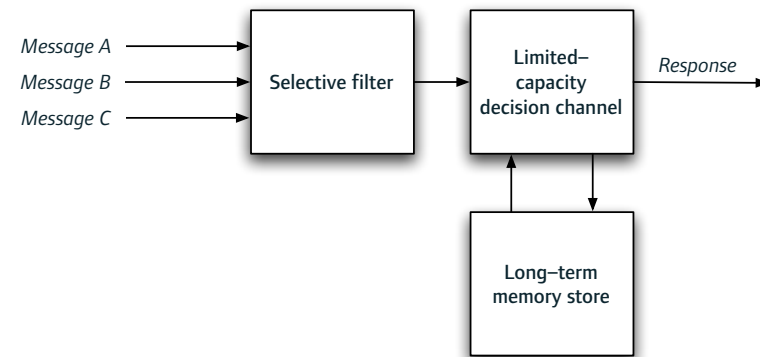 Message A
Message B
Message C
Selective filter
Limited–
capacity
decision channel
Response
Long–term
memory store